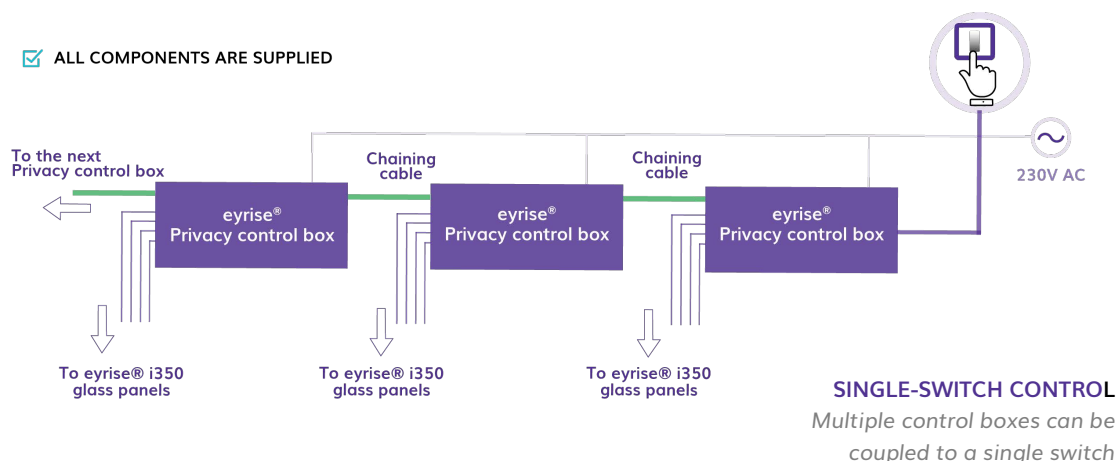 ALL COMPONENTS ARE SUPPLIED
To the next
Privacy control box
Chaining
cable
Chaining
cable
230V AC
eyrise®
Privacy control box
eyrise®
Privacy control box
eyrise®
Privacy control box
To eyrise® i350
glass panels
To eyrise® i350
glass panels
To eyrise® i350
glass panels
SINGLE-SWITCH CONTROL
Multiple control boxes can be
coupled to a single switch